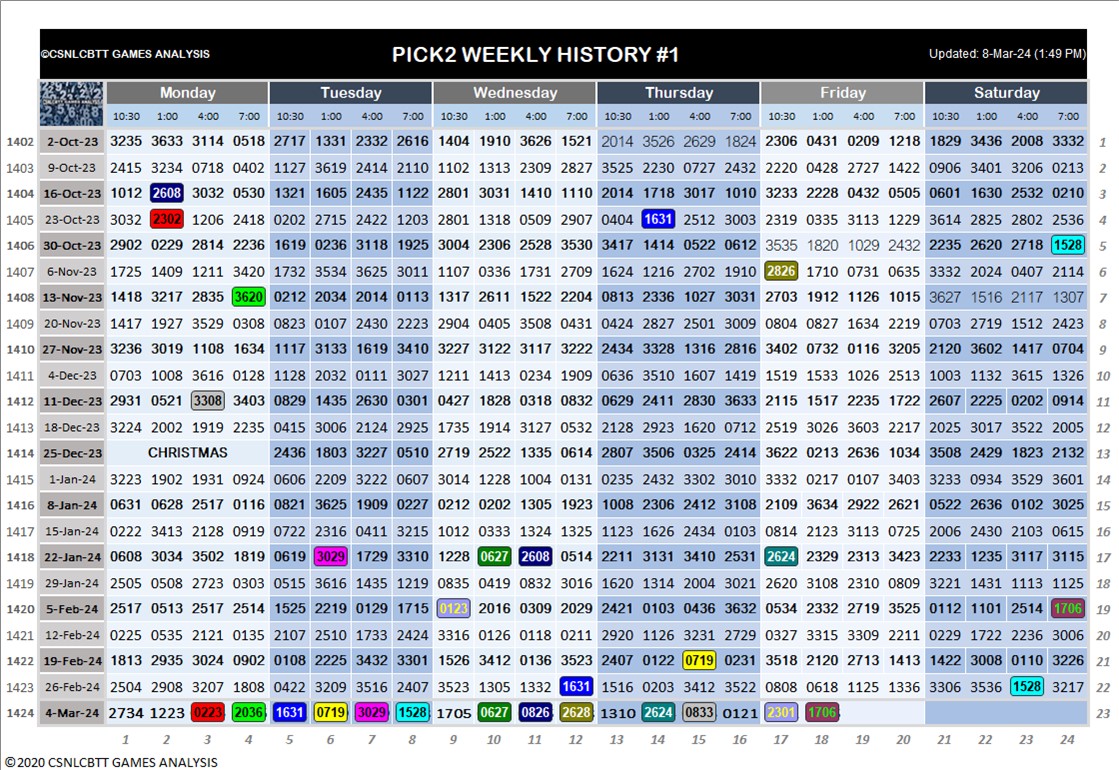 ©CSNLCBTT GAMES ANALYSIS PICK2 WEEKLY HISTORY #1 Updated: 8-Mar-24 (1:49 PM)
Monday Tuesday Wednesday Thursday Friday Saturday
10:30 1:00 4:00 7:00 10:30 1:00 4:00 8:00 10:30 1:00 4:00 7:00 10:30 1:00 4:00 7:00 10:30 1:00 4:00 7:00 10:30 1:00 4:00 7:00
1402 2-Oct-23 3235 3633 3114 0518 2717 1331 2332 2616 1404 1910 3626 1521 2014 3526 2629 1824 2306 0431 0209 1218 1829 3436 2008 3332 1
1403 9-Oct-23 2415 3234 0718 0402 1127 3619 2414 2110 1102 1313 2309 2827 3525 2230 0727 2432 2220 0428 2727 1422 0906 3401 3206 0213 2
1404 16-Oct-23 1012 2608 3032 0530 1321 1605 2435 1122 2801 3031 1410 1110 2014 1718 3017 1010 3233 2228 0432 0505 0601 1630 2532 0210 3
1405 23-Oct-23 3032 2302 1206 2418 0202 2715 2422 1203 2801 1318 0509 2907 0404 1631 2512 3003 2319 0335 3113 1229 3614 2825 2802 2536 4
1406 30-Oct-23 2902 0229 2814 2236 1619 0236 3118 1925 3004 2306 2528 3530 3417 1414 0522 0612 3535 1820 1029 2432 2235 2620 2718 1528 5
1407 6-Nov-23 1725 1409 1211 3420 1732 3534 3625 3011 1107 0336 1731 2709 1624 1216 2702 1910 2826 1710 0731 0635 3332 2024 0407 2114 6
1408 13-Nov-23 1418 3217 2835 3620 0212 2034 2014 0113 1317 2611 1522 2204 0813 2336 1027 3031 2703 1912 1126 1015 3627 1516 2117 1307 7
1409 20-Nov-23 1417 1927 3529 0308 0823 0107 2430 2223 2904 0405 3508 0431 0424 2827 2501 3009 0804 0827 1634 2219 0703 2719 1512 2423 8
1410 27-Nov-23 3236 3019 1108 1634 1117 3133 1619 3410 3227 3122 3117 3222 2434 3328 1316 2816 3402 0732 0116 3205 2120 3602 1417 0704 9
1411 4-Dec-23 0703 1008 3616 0128 1128 2032 0111 3027 1211 1413 0234 1909 0636 3510 1607 1419 1519 1533 1026 2513 1003 1132 3615 1326 10
1412 11-Dec-23 2931 0521 3308 3403 0829 1435 2630 0301 0427 1828 0318 0832 0629 2411 2830 3633 2115 1517 2235 1722 2607 2225 0202 0914 11
1413 18-Dec-23 3224 2002 1919 2235 0415 3006 2124 2925 1735 1914 3127 0532 2128 2923 1620 0712 2519 3026 3603 2217 2025 3017 3522 2005 12
1414 25-Dec-23 CHRISTMAS 2436 1803 3227 0510 2719 2522 1335 0614 2807 3506 0325 2414 3622 0213 2636 1034 3508 2429 1823 2132 13
1415 1-Jan-24 3223 1902 1931 0924 0606 2209 3222 0607 3014 1228 1004 0131 0235 2432 3302 3010 3332 0217 0107 3403 3233 0934 3529 3601 14
1416 8-Jan-24 0631 0628 2517 0116 0821 3625 1909 0227 0212 0202 1305 1923 1008 2306 2412 3108 2109 3634 2922 2621 0522 2636 0102 3025 15
1417 15-Jan-24 0222 3413 2128 0919 0722 2316 0411 3215 1012 0333 1324 1325 1123 1626 2434 0103 0814 2123 3113 0725 2006 2430 2103 0615 16
1418 22-Jan-24 0608 3034 3502 1819 0619 3029 1729 3310 1228 0627 2608 0514 2211 3131 3410 2531 2624 2329 2313 3423 2233 1235 3117 3115 17
1419 29-Jan-24 2505 0508 2723 0303 0515 3616 1435 1219 0835 0419 0832 3016 1620 1314 2004 3021 2620 3108 2310 0809 3221 1431 1113 1125 18
1420 5-Feb-24 2517 0513 2517 2514 1525 2219 0129 1715 0123 2016 0309 2029 2421 0103 0436 3632 0534 2332 2719 3525 0112 1101 2514 1706 19
1421 12-Feb-24 0225 0535 2121 0135 2107 2510 1733 2424 3316 0126 0118 0211 2920 1126 3231 2729 0327 3315 3309 2211 0229 1722 2236 3006 20
1422 19-Feb-24 1813 2935 3024 0902 0108 2225 3432 3301 1526 3412 0136 3523 2407 0122 0719 0231 3518 2120 2713 1413 1422 3008 0110 3226 21
1423 26-Feb-24 2504 2908 3207 1808 0422 2209 3516 2407 3523 1305 1332 1631 1516 0203 3412 3522 0808 0618 1125 1336 3306 3536 1528 3217 22
1424 4-Mar-24 2734 1223 0223 2036 1631 0719 3029 1528 1705 0627 0826 2628 1310 2624 0833 0121 2301 1706 23
1 2 3 4 5 6 7 8 9 10 11 12 13 14 15 16 17 18 19 20 21 22 23 24
©2020 CSNLCBTT GAMES ANALYSIS